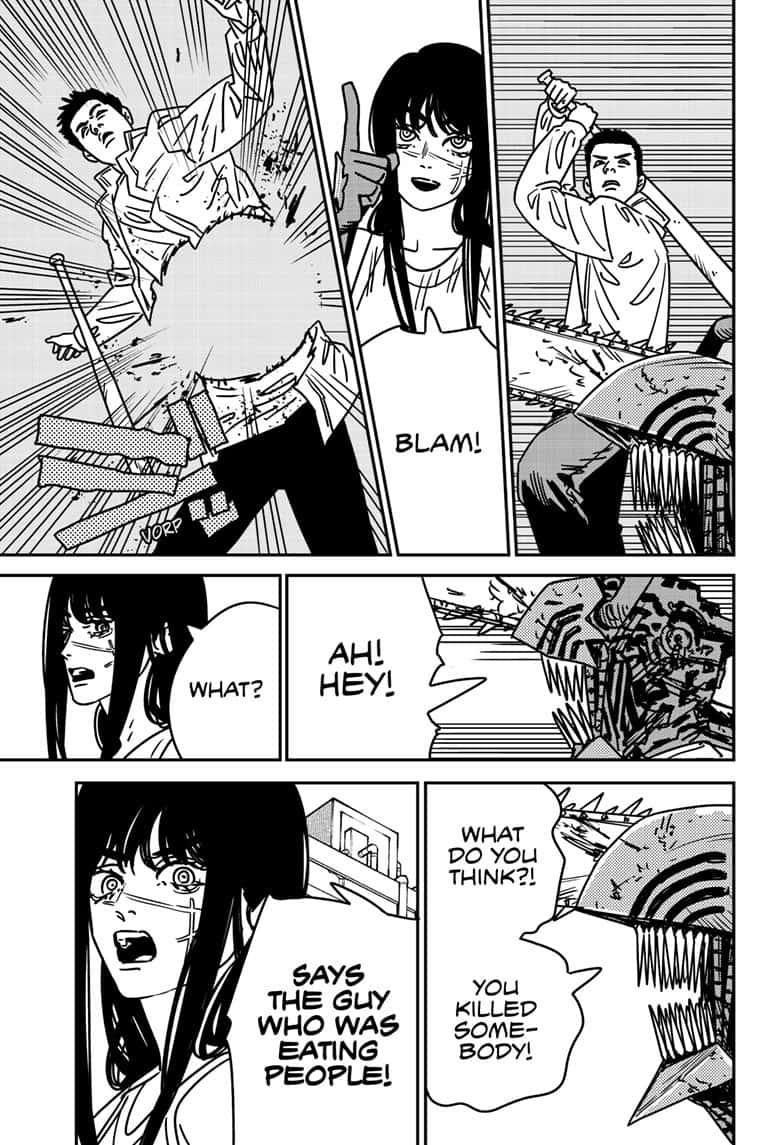 BLAM!
VORP
AH!
HEY!
WHAT?
WHAT
DO YOU
THINK?!
YOU
KILLED
SOME-
BODY!
SAYS
THE GUY
WHO WAS
EATING
PEOPLE!